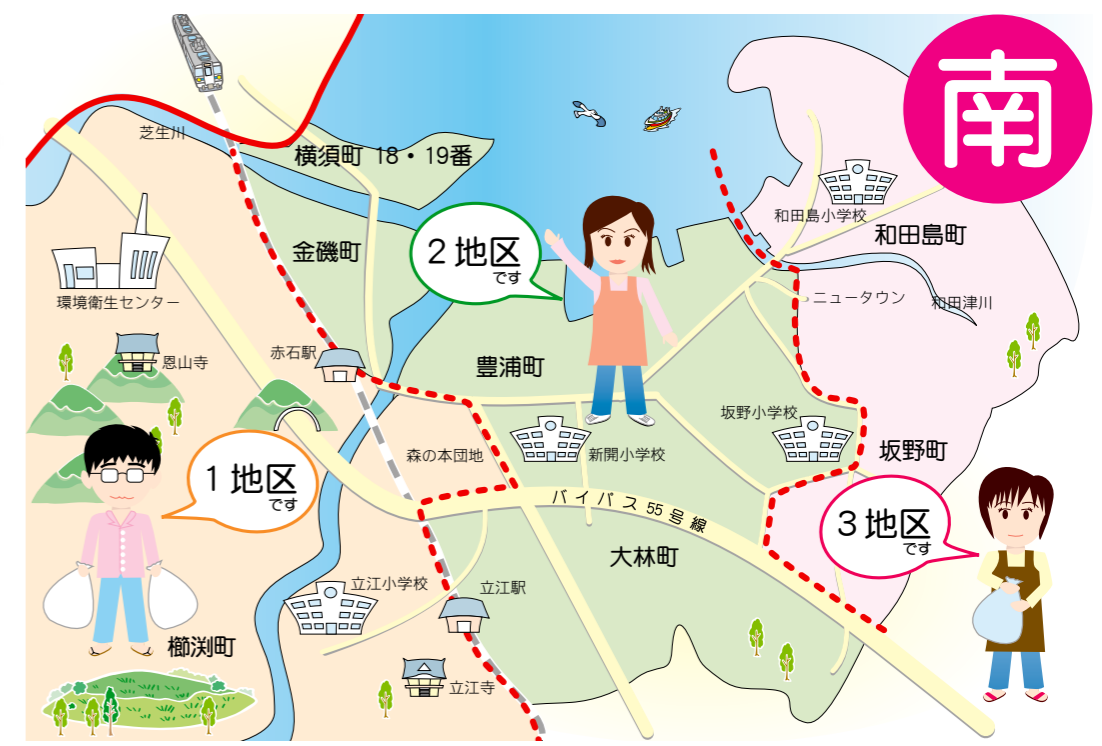 南
芝生川
横須町 18・19番
和田島小学校
和田島町
金磯町
2地区
です
環境衛生センター
ニュータウン
和田津川
赤石駅
恩山寺
豊浦町
坂野小学校
森の本団地
新開小学校
坂野町
1地区
です
バイパス55号線
3地区
です
大林町
立江小学校
立江駅
櫛渕町
立江寺